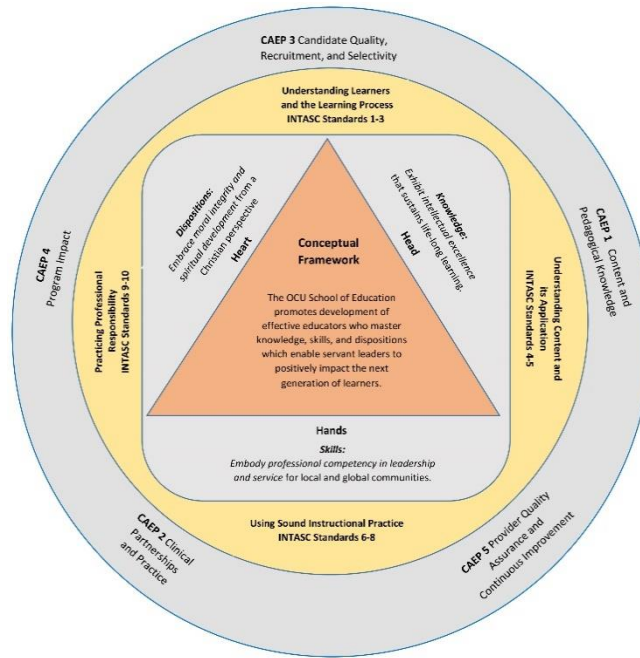 CAEP 3 Candidate Quality,
Recruitment, and Selectivity
Understanding Learners
and the Learning Process
INTASC Standards 1-3
Dispositions:
Embrace moral integrity and
spiritual development from a
Christian perspective
Heart
Knowledge:
Exhibit intellectual excellence
that sustains life-long learning.
Head
CAEP 4
Program Impact
Practicing Professional
Responsibility
INTASC Standards 9-10
Conceptual
Framework
The OCU School of Education
promotes development of
effective educators who master
knowledge, skills, and dispositions
which enable servant leaders to
positively impact the next
generation of learners.
Understanding Content and
its Application
INTASC Standards 4-5
CAEP 1 Content and
Pedagogical Knowledge
Hands
Skills:
Embody professional competency in leadership
and service for local and global communities.
Using Sound Instructional Practice
INTASC Standards 6-8
CAEP 2 Clinical
Partnerships
and Practice
CAEP 5 Provider Quality
Assurance and
Continuous Improvement